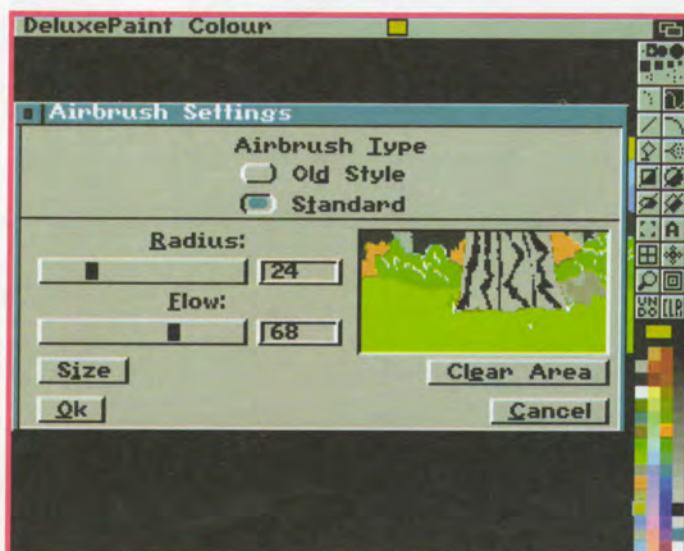 DeluxePaint Colour
Airbrush Settings
Airbrush Type
Old Style
Standard
Radius:
24
Flow:
68
Size
Clear Area
Ok
Cancel
A
UN
DO
CLR